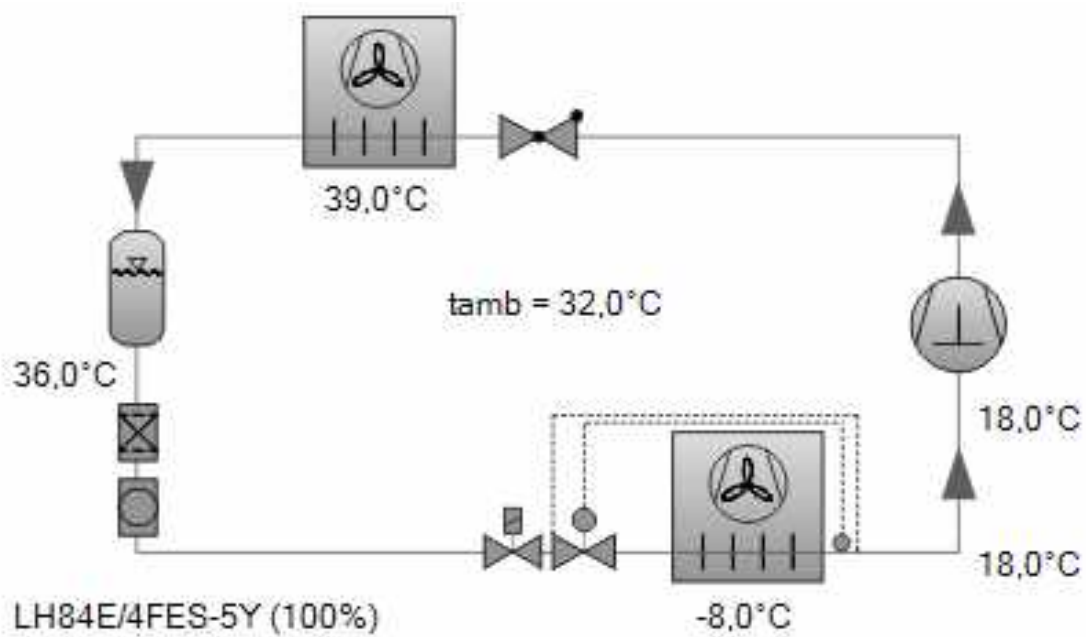 39,0°C
tamb = 32,0°C
36,0°C
18,0°C
18,0°C
LH84E/4FES-5Y (100%)
-8,0°C